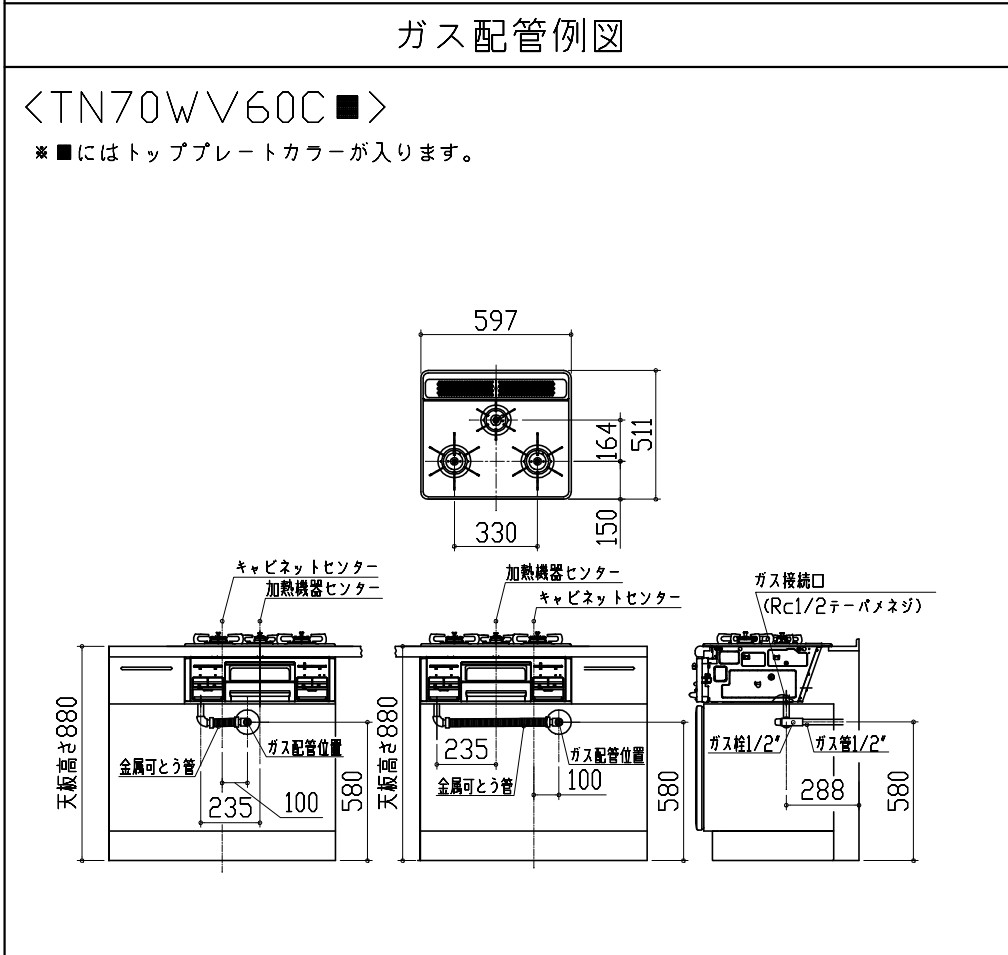 ガス配管例図
<TN70WV60C■>
※■にはトッププレートカラーが入ります。
597
164
511
150
330
キャビネットセンター
加熱機器センター
天板高さ880
金属可とう管
ガス配管位置
235
100
580
加熱機器センター
キャビネットセンター
天板高さ880
235
金属可とう管
ガス配管位置
100
580
ガス接続口
(Rc1/2テーパメネジ)
ガス栓1/2"
ガス管1/2"
288
580